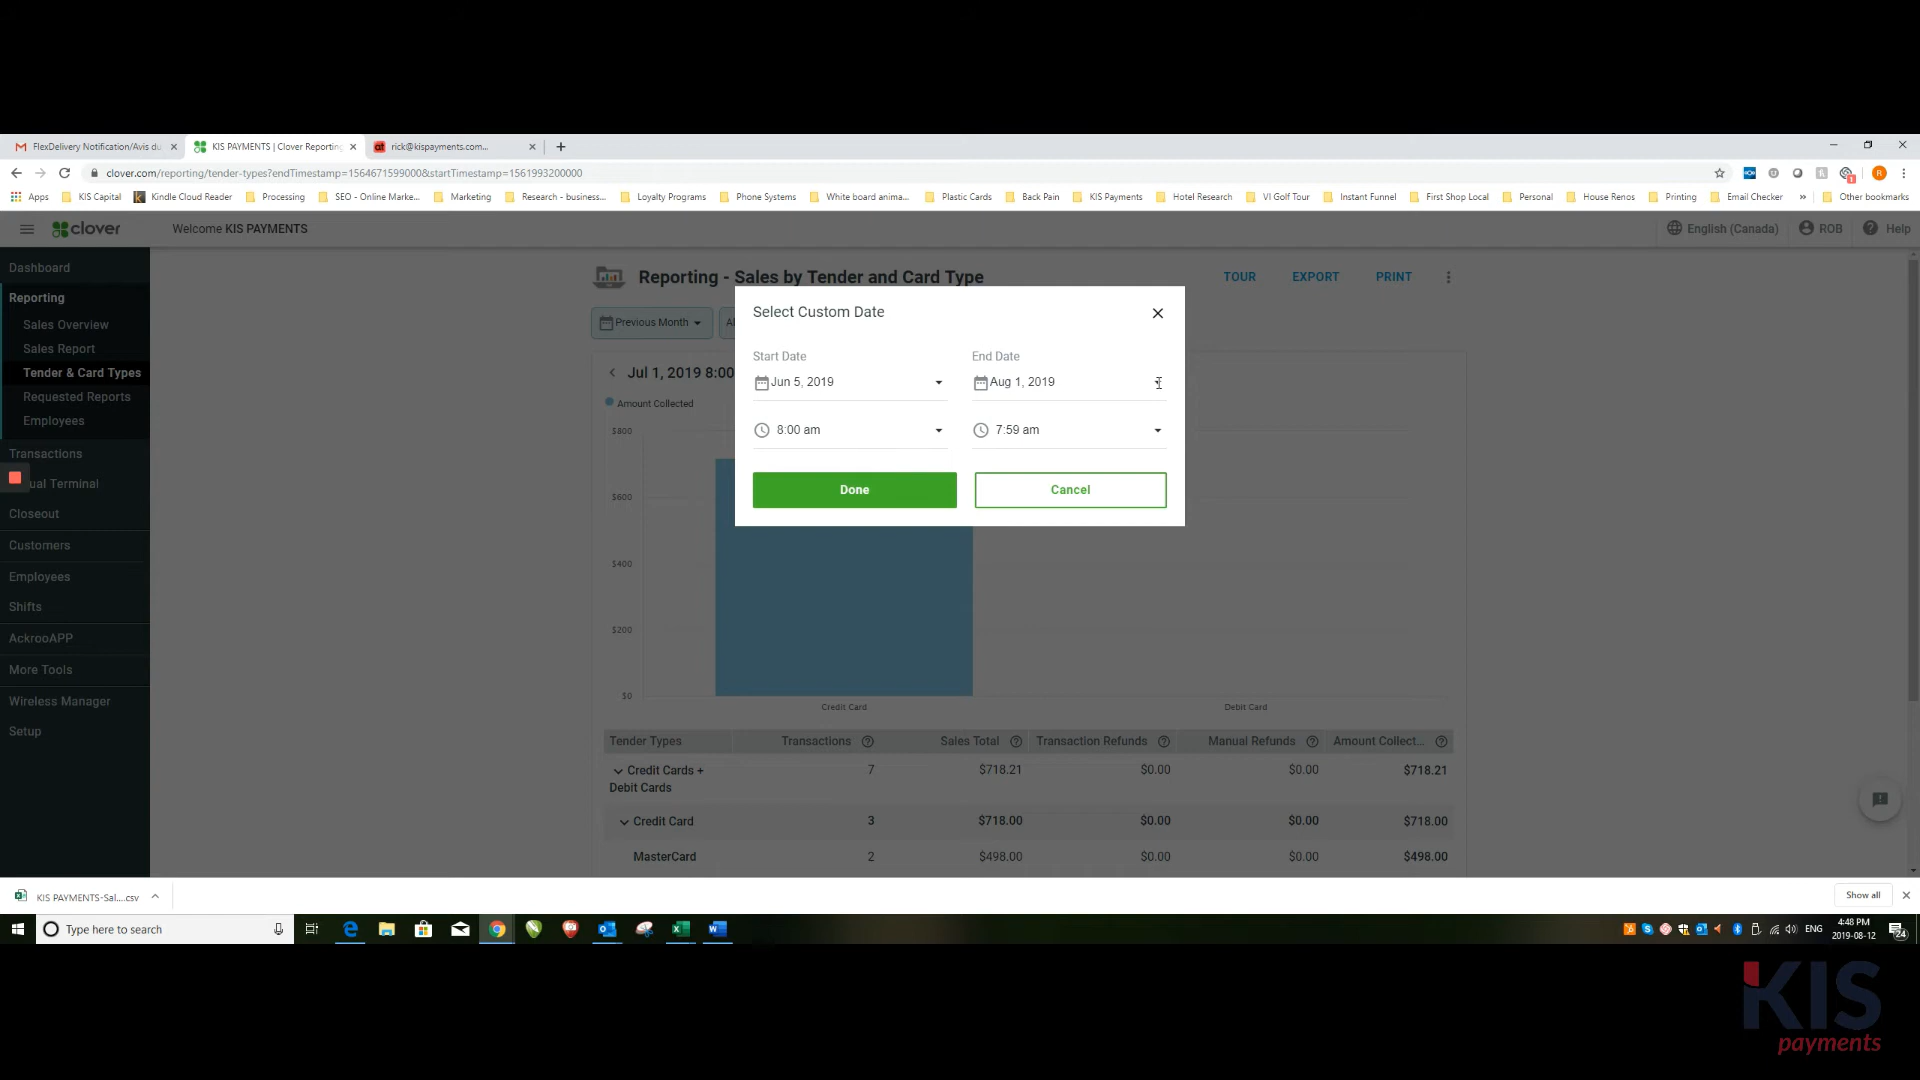 FlexDelivery Notification/Avis du
KIS PAYMENTS | Clover Reporting
rick@kispayments.com...
clover.com/reporting/tender-types?endTimestamp=1564671599000&startTimestamp=1561993200000
Apps
KIS Capital
Kindle Cloud Reader
Processing
SEO - Online Marke...
Marketing
Research - business...
Loyalty Programs
Phone Systems
White board anima...
Plastic Cards
Back Pain
KIS Payments
Hotel Research
VI Golf Tour
Instant Funnel
First Shop Local
Personal
House Renos
Printing
Email Checker
»
Other bookmarks
clover
Welcome KIS PAYMENTS
English (Canada)
ROB
Help
Dashboard
Reporting
Sales Overview
Sales Report
Tender & Card Types
Requested Reports
Employees
Transactions
ual Terminal
Closeout
Customers
Employees
Shifts
AckrooAPP
More Tools
Wireless Manager
Setup
Reporting - Sales by Tender and Card Type
TOUR
EXPORT
PRINT
Previous Month
Jul 1, 2019 8:00
Amount Collected
$800
$600
$400
$200
$0
Credit Card
Debit Card
Select Custom Date
Start Date
End Date
Jun 5, 2019
Aug 1, 2019
8:00 am
7:59 am
Done
Cancel
Tender Types Transactions Sales Total Transaction Refunds Manual Refunds Amount Collect...
Credit Cards + 7 $718.21 $0.00 $0.00 $718.21
Debit Cards
Credit Card 3 $718.00 $0.00 $0.00 $718.00
MasterCard 2 $498.00 $0.00 $0.00 $498.00
KIS PAYMENTS-Sal....csv
Show all
Type here to search
ENG
4:48 PM
2019-08-12
24
KIS
payments